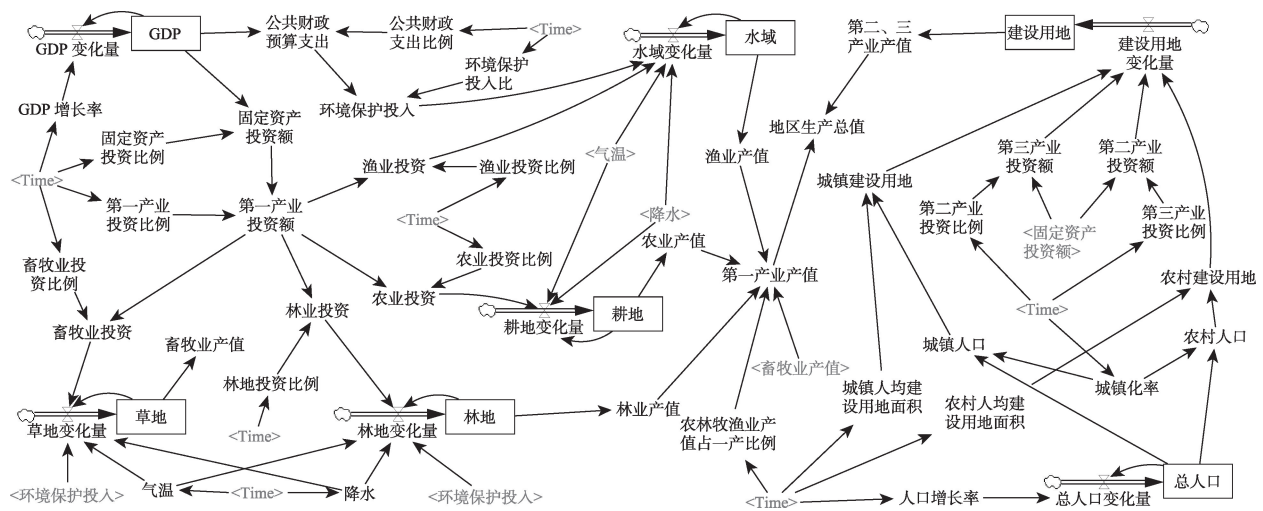 GDP
GDP 变化量
公共财政
预算支出
公共财政
支出比例
<Time>
环境保护
投入比
环境保护投入
水域变化量
水域
第二、三
产业产值
建设用地
建设用地
变化量
GDP 增长率
固定资产
投资比例
固定资产
投资额
<Time>
渔业投资
渔业投资比例
<气温>
渔业产值
地区生产总值
城镇建设用地
第三产业
投资额
第二产业
投资额
第一产业
投资比例
第一产业
投资额
<Time>
<降水>
第二产业
投资比例
<固定资产
投资额>
第三产业
投资比例
畜牧业投
资比例
农业投资比例
农业产值
第一产业产值
农村建设用地
农业投资
耕地变化量
耕地
<Time>
畜牧业投资
林业投资
畜牧业产值
城镇人口
农村人口
林地投资比例
<畜牧业产值>
城镇人均建
设用地面积
农村人均建
设用地面积
城镇化率
草地变化量
草地
<Time>
林地变化量
林地
林业产值
农林牧渔业产
值占一产比例
<环境保护投入>
气温
<Time>
降水
<环境保护投入>
<Time>
人口增长率
总人口变化量
总人口